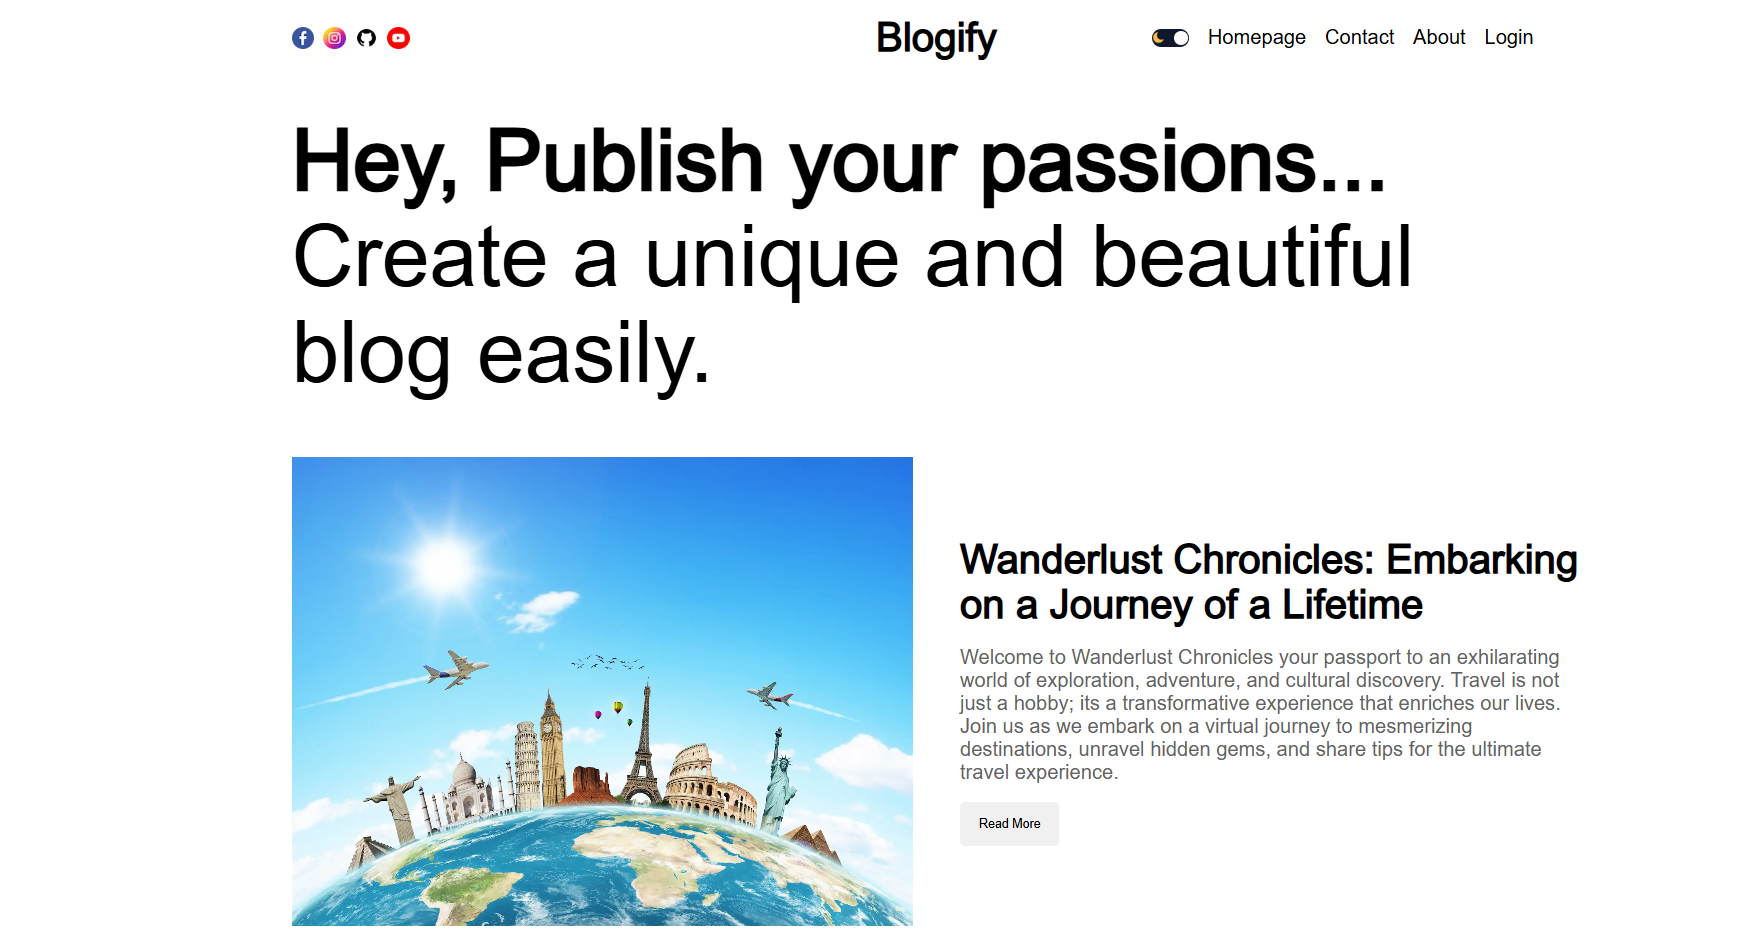 Blogify
Homepage Contact About Login
Hey, Publish your passions...
Create a unique and beautiful
blog easily.
Wanderlust Chronicles: Embarking
on a Journey of a Lifetime
Welcome to Wanderlust Chronicles your passport to an exhilarating
world of exploration, adventure, and cultural discovery. Travel is not
just a hobby; its a transformative experience that enriches our lives.
Join us as we embark on a virtual journey to mesmerizing
destinations, unravel hidden gems, and share tips for the ultimate
travel experience.
Read More